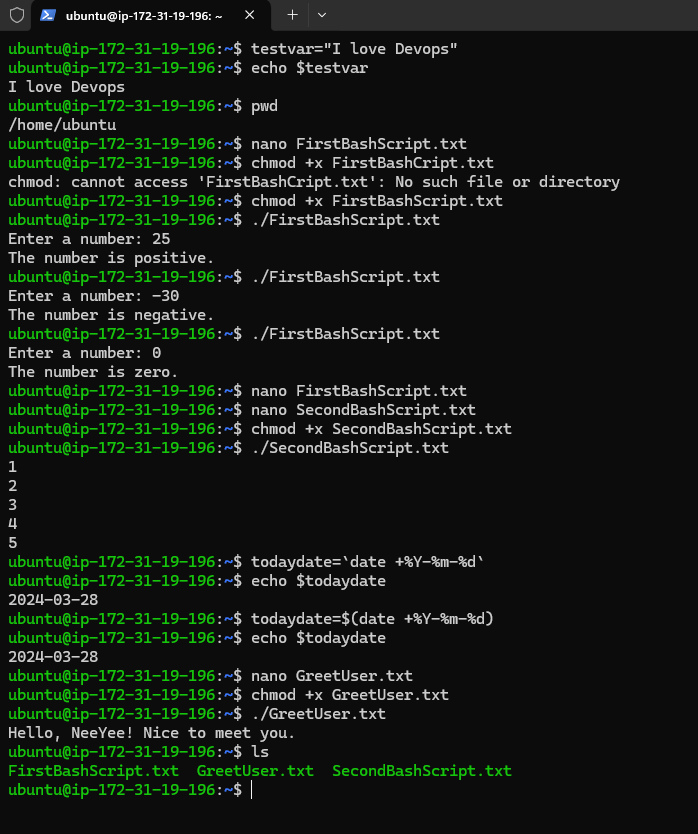 ubuntu@ip-172-31-19-196: ~
ubuntu@ip-172-31-19-196:~$ testvar="I love Devops"
ubuntu@ip-172-31-19-196:~$ echo $testvar
I love Devops
ubuntu@ip-172-31-19-196:~$ pwd
/home/ubuntu
ubuntu@ip-172-31-19-196:~$ nano FirstBashScript.txt
ubuntu@ip-172-31-19-196:~$ chmod +x FirstBashCript.txt
chmod: cannot access 'FirstBashCript.txt': No such file or directory
ubuntu@ip-172-31-19-196:~$ chmod +x FirstBashScript.txt
ubuntu@ip-172-31-19-196:~$ ./FirstBashScript.txt
Enter a number: 25
The number is positive.
ubuntu@ip-172-31-19-196:~$ ./FirstBashScript.txt
Enter a number: -30
The number is negative.
ubuntu@ip-172-31-19-196:~$ ./FirstBashScript.txt
Enter a number: 0
The number is zero.
ubuntu@ip-172-31-19-196:~$ nano FirstBashScript.txt
ubuntu@ip-172-31-19-196:~$ nano SecondBashScript.txt
ubuntu@ip-172-31-19-196:~$ chmod +x SecondBashScript.txt
ubuntu@ip-172-31-19-196:~$ ./SecondBashScript.txt
1
2
3
4
5
ubuntu@ip-172-31-19-196:~$ todaydate=`date +%Y-%m-%d`
ubuntu@ip-172-31-19-196:~$ echo $todaydate
2024-03-28
ubuntu@ip-172-31-19-196:~$ todaydate=$(date +%Y-%m-%d)
ubuntu@ip-172-31-19-196:~$ echo $todaydate
2024-03-28
ubuntu@ip-172-31-19-196:~$ nano GreetUser.txt
ubuntu@ip-172-31-19-196:~$ chmod +x GreetUser.txt
ubuntu@ip-172-31-19-196:~$ ./GreetUser.txt
Hello, NeeYee! Nice to meet you.
ubuntu@ip-172-31-19-196:~$ ls
FirstBashScript.txt  GreetUser.txt  SecondBashScript.txt
ubuntu@ip-172-31-19-196:~$